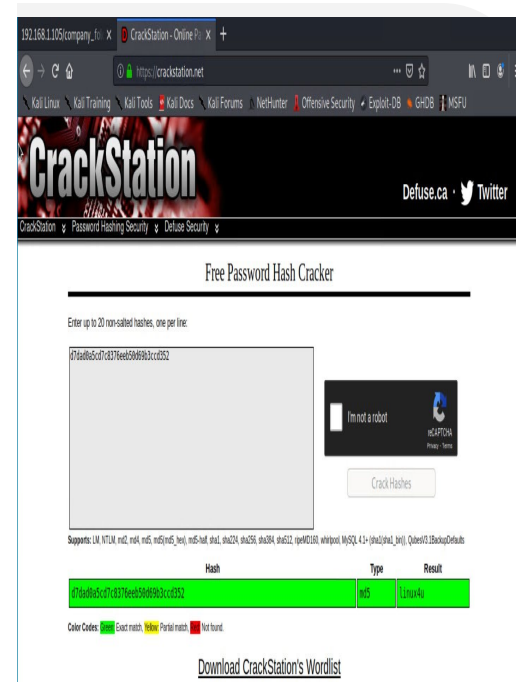 192.168.1.105/company_fol X CrackStation - Online Pa X +
https://crackstation.net
Kali Linux Kali Training Kali Tools Kali Docs Kali Forums NetHunter Offensive Security Exploit-DB GHDB MSFU
CrackStation
Defuse.ca · Twitter
CrackStation Password Hashing Security Defuse Security
Free Password Hash Cracker
Enter up to 20 non-salted hashes, one per line:
d7dad0a5cd7c8376eeb50d69b3ccd352
I'm not a robot
reCAPTCHA
Privacy - Terms
Crack Hashes
Supports: LM, NTLM, md2, md4, md5, md5(md5_hex), md5-half, sha1, sha224, sha256, sha384, sha512, ripeMD160, whirlpool, MySQL 4.1+ (sha1(sha1_bin)), QubesV3.1BackupDefaults
Hash Type Result
d7dad0a5cd7c8376eeb50d69b3ccd352 md5 linux4u
Color Codes: Green: Exact match, Yellow: Partial match, Red: Not found.
Download CrackStation's Wordlist